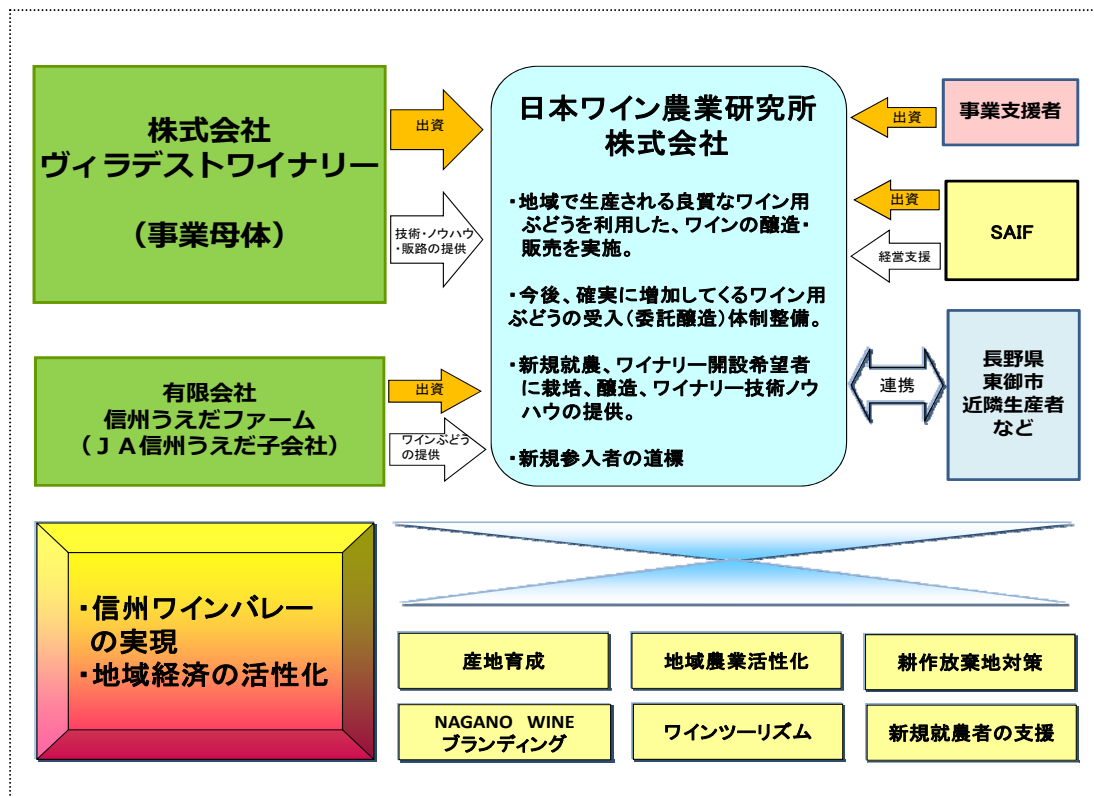 株式会社
ヴィラデストワイナリー
（事業母体）
出資
技術・ノウハウ
・販路の提供
有限会社
信州うえだファーム
（ＪＡ信州うえだ子会社）
出資
ワインぶどう
の提供
日本ワイン農業研究所
株式会社
・地域で生産される良質なワイン用
ぶどうを利用した、ワインの醸造・
販売を実施。
・今後、確実に増加してくるワイン用
ぶどうの受入（委託醸造）体制整備。
・新規就農、ワイナリー開設希望者
に栽培、醸造、ワイナリー技術ノウ
ハウの提供。
・新規参入者の道標
出資
事業支援者
出資
経営支援
SAIF
連携
長野県
東御市
近隣生産者
など
・信州ワインバレー
の実現
・地域経済の活性化
産地育成
地域農業活性化
耕作放棄地対策
NAGANO　WINE
ブランディング
ワインツーリズム
新規就農者の支援